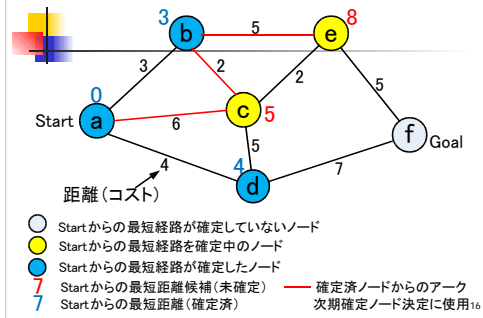 3
8
b
5
e
3
2
2
5
0
c
5
Start
a
6
f
Goal
5
4
4
7
距離(コスト)
d
Startからの最短経路が確定していないノード
Startからの最短経路を確定中のノード
Startからの最短経路が確定したノード
7 Startからの最短距離候補(未確定) 確定済ノードからのアーク
7 Startからの最短距離(確定済) 次期確定ノード決定に使用16